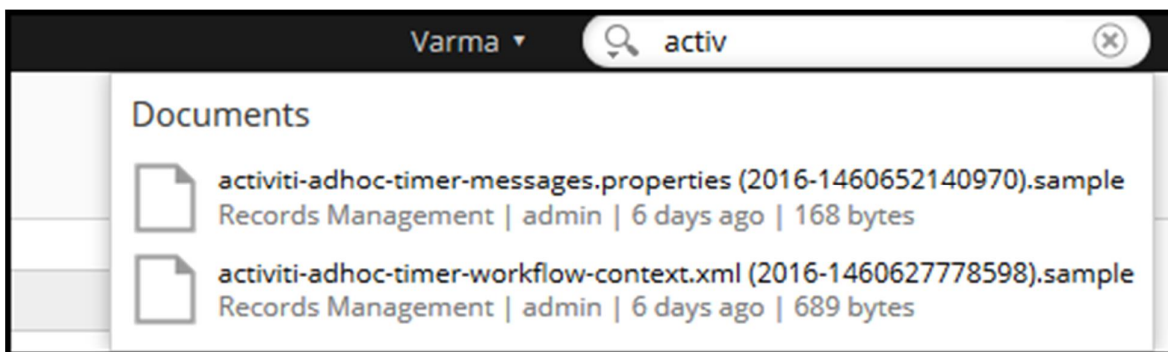 Varma
activ
Documents
activiti-adhoc-timer-messages.properties (2016-1460652140970).sample
Records Management | admin | 6 days ago | 168 bytes
activiti-adhoc-timer-workflow-context.xml (2016-1460627778598).sample
Records Management | admin | 6 days ago | 689 bytes